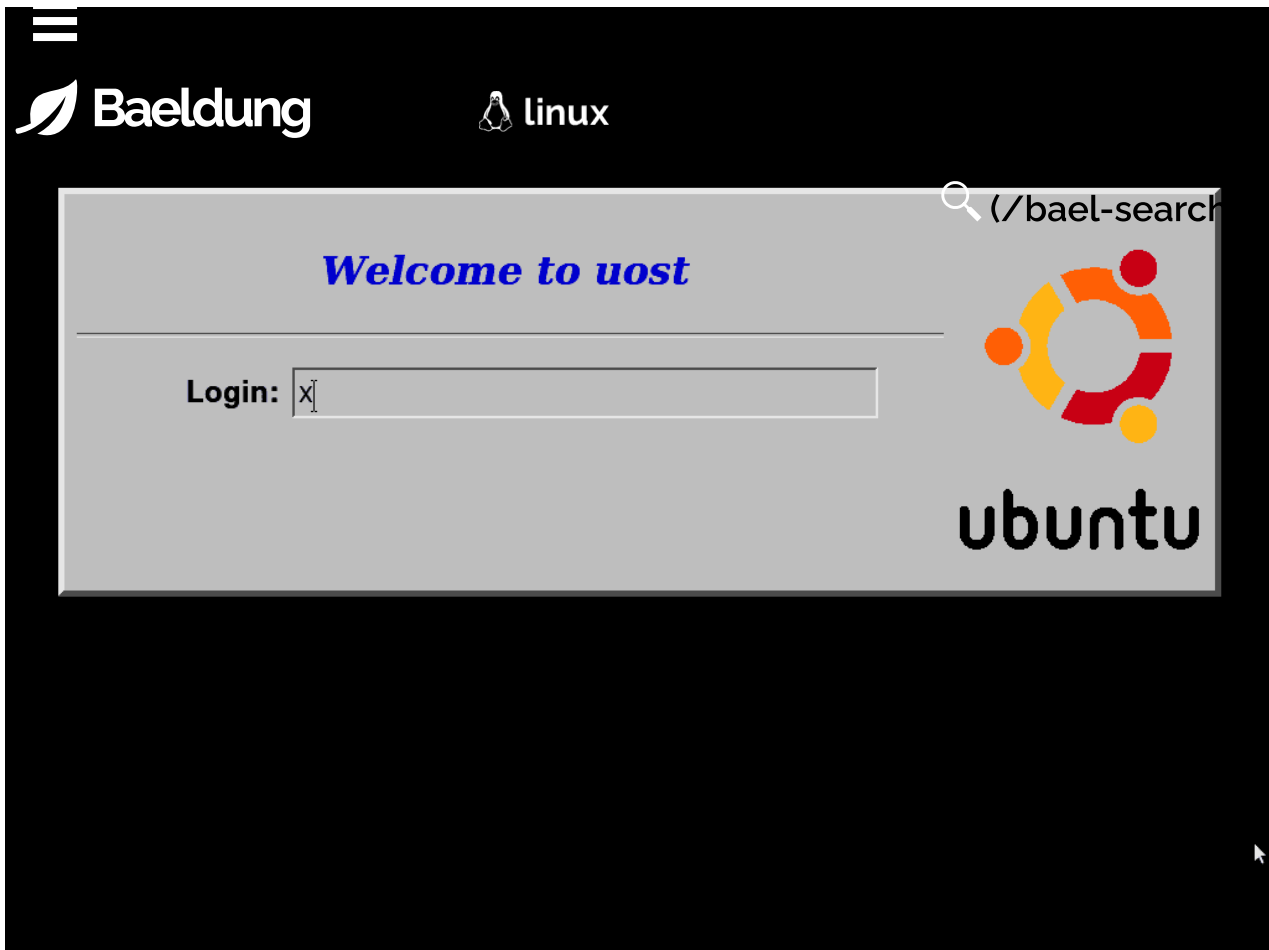 Baeldung
linux
(/bael-search
Welcome to uost
Login: x
ubuntu